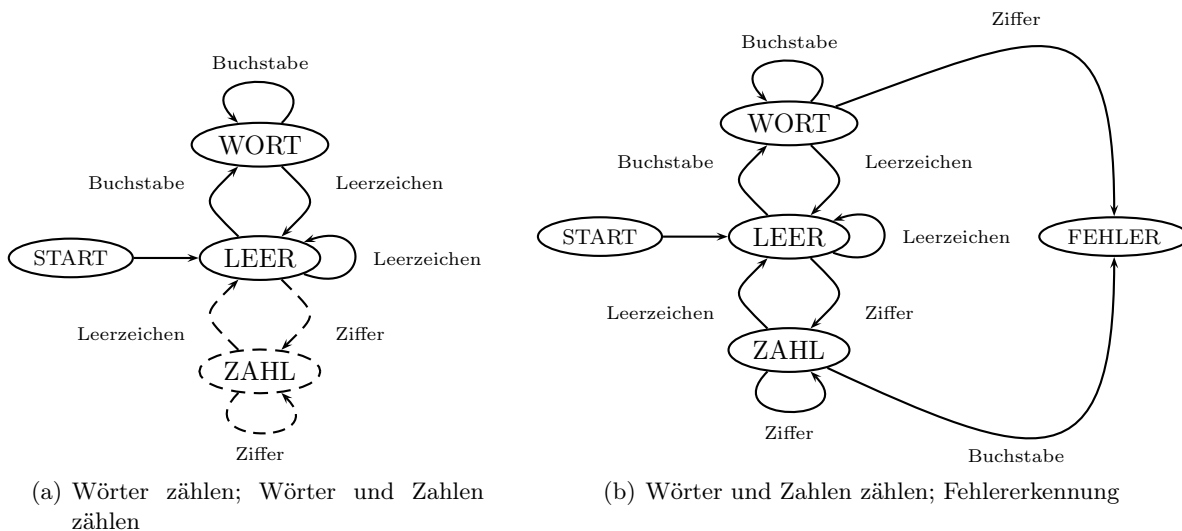 Buchstabe
WORT
Buchstabe
Leerzeichen
START
LEER
Leerzeichen
Leerzeichen
Ziffer
ZAHL
Ziffer
(a) Wörter zählen; Wörter und Zahlen
zählen
Ziffer
Buchstabe
WORT
Buchstabe
Leerzeichen
START
LEER
Leerzeichen
FEHLER
Leerzeichen
Ziffer
ZAHL
Ziffer
Buchstabe
(b) Wörter und Zahlen zählen; Fehlererkennung